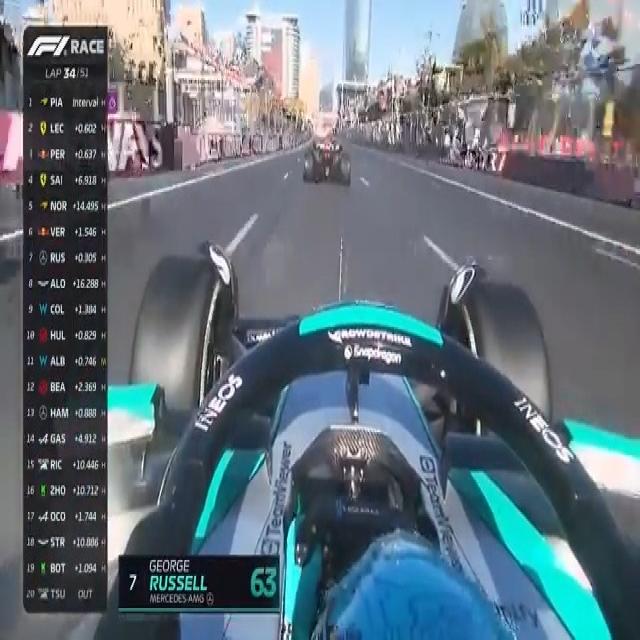 F1 RACE
LAP 34/51
1 PIA Interval H
2 LEC +0.602 H
3 PER +0.637 H
4 SAI +6.918 H
5 NOR +14.495 H
6 VER +1.546 H
7 RUS +0.305 H
8 ALO +16.288 H
9 COL +1.384 H
10 HUL +0.829 H
11 ALB +0.746 M
12 BEA +2.369 H
13 HAM +0.888 H
14 GAS +4.912 H
15 RIC +10.446 H
16 ZHO +10.712 H
17 OCO +1.744 H
18 STR +10.886 H
19 BOT +1.094 H
20 TSU OUT
CROWDSTRIKE
Snapdragon
INEOS
INEOS
TeamViewer
TeamViewer
7 GEORGE
RUSSELL 63
MERCEDES-AMG